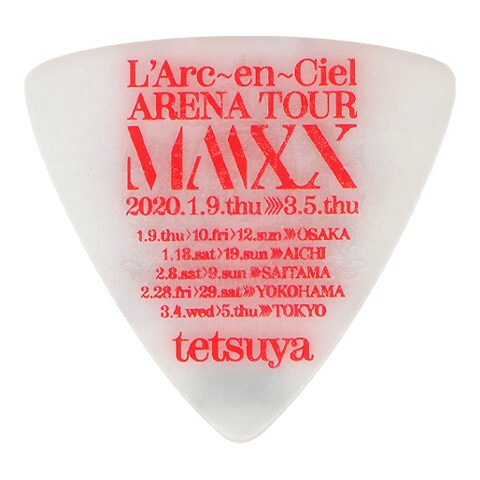 L'Arc~en~Ciel
ARENA TOUR
MMXX
2020.1.9.thu⟫⟫3.5.thu
1.9.thu›10.fri›12.sun⟫⟫OSAKA
1.18.sat›19.sun⟫⟫AICHI
2.8.sat›9.sun⟫⟫SAITAMA
2.28.fri›29.sat⟫⟫YOKOHAMA
3.4.wed›5.thu⟫⟫TOKYO
tetsuya